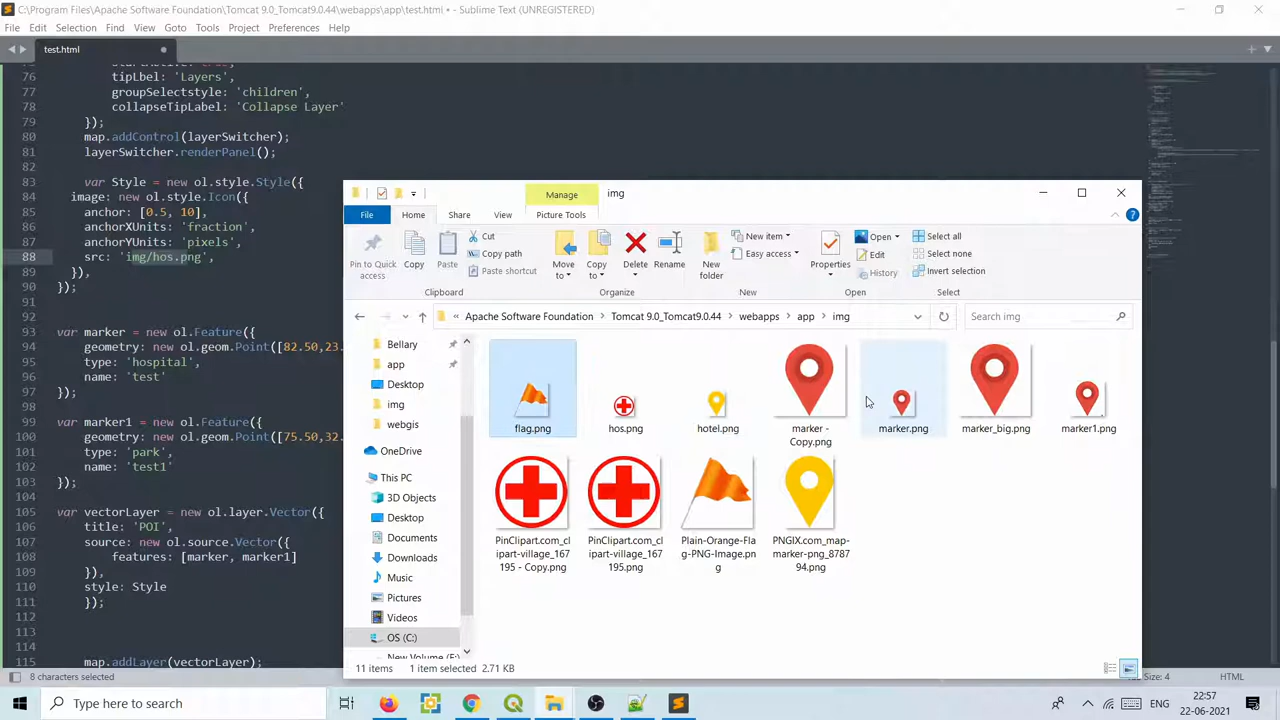 C:\Program Files\Apache Software Foundation\Tomcat 9.0_Tomcat9.0.44\webapps\app\test.html • - Sublime Text (UNREGISTERED)
File Edit Selection Find View Goto Tools Project Preferences Help
test.html
76 tipLbel: 'Layers',
77 groupSelectstyle: 'children',
78 collapseTipLabel: 'Collapse Layer'
79 });
80 map.addControl(layerSwitcher);
81 layerSwitcher.renderPanel();
82
83 var Style = new ol.style.Style({
84 image: new ol.style.Icon({
85 anchor: [0.5, 10],
86 anchorXUnits: 'fraction',
87 anchorYUnits: 'pixels',
88 src: 'img/hos.png',
89 }),
90 });
91
92
93 var marker = new ol.Feature({
94 geometry: new ol.geom.Point([82.50,23.
95 type: 'hospital',
96 name: 'test'
97 });
98
99 var marker1 = new ol.Feature({
100 geometry: new ol.geom.Point([75.50,32.
101 type: 'park',
102 name: 'test1'
103 });
104
105 var vectorLayer = new ol.layer.Vector({
106 title: 'POI',
107 source: new ol.source.Vector({
108 features: [marker, marker1]
109 }),
110 style: Style
111 });
112
113
114
115 map.addLayer(vectorLayer);
8 characters selected
Manage img
File Home Share View Picture Tools
Pin to Quick access
Copy
Paste
Cut
Copy path
Paste shortcut
Move to
Copy to
Delete
Rename
New folder
New item
Easy access
Properties
Open
Edit
History
Select all
Select none
Invert selection
Clipboard Organize New Open Select
« Apache Software Foundation › Tomcat 9.0_Tomcat9.0.44 › webapps › app › img
Search img
Bellary
app
Desktop
img
webgis
OneDrive
This PC
3D Objects
Desktop
Documents
Downloads
Music
Pictures
Videos
OS (C:)
flag.png
hos.png
hotel.png
marker - Copy.png
marker.png
marker_big.png
marker1.png
PinClipart.com_clipart-village_167195 - Copy.png
PinClipart.com_clipart-village_167195.png
Plain-Orange-Flag-PNG-Image.png
PNGIX.com_map-marker-png_878794.png
11 items 1 item selected 2.71 KB
Size: 4
HTML
Type here to search
ENG
22:57
22-06-2021